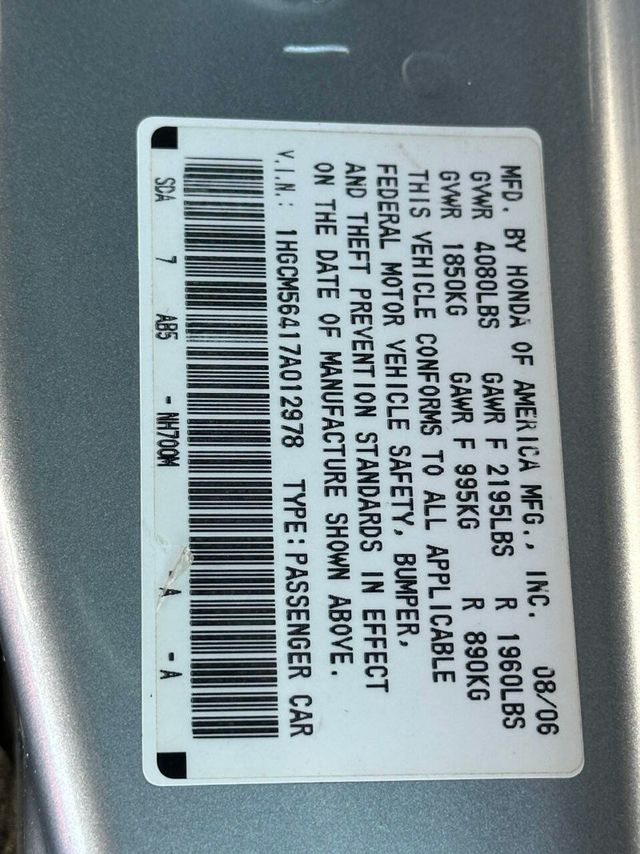 MFD. BY HONDA OF AMERICA MFG., INC. 08/06
GVWR 4080LBS GAWR F 2195LBS R 1960LBS
GVWR 1850KG GAWR F 995KG R 890KG
THIS VEHICLE CONFORMS TO ALL APPLICABLE
FEDERAL MOTOR VEHICLE SAFETY, BUMPER,
AND THEFT PREVENTION STANDARDS IN EFFECT
ON THE DATE OF MANUFACTURE SHOWN ABOVE.
V.I.N.: 1HGCM56417A012978 TYPE:PASSENGER CAR
SDA 7 AB5 - NH700M A - A